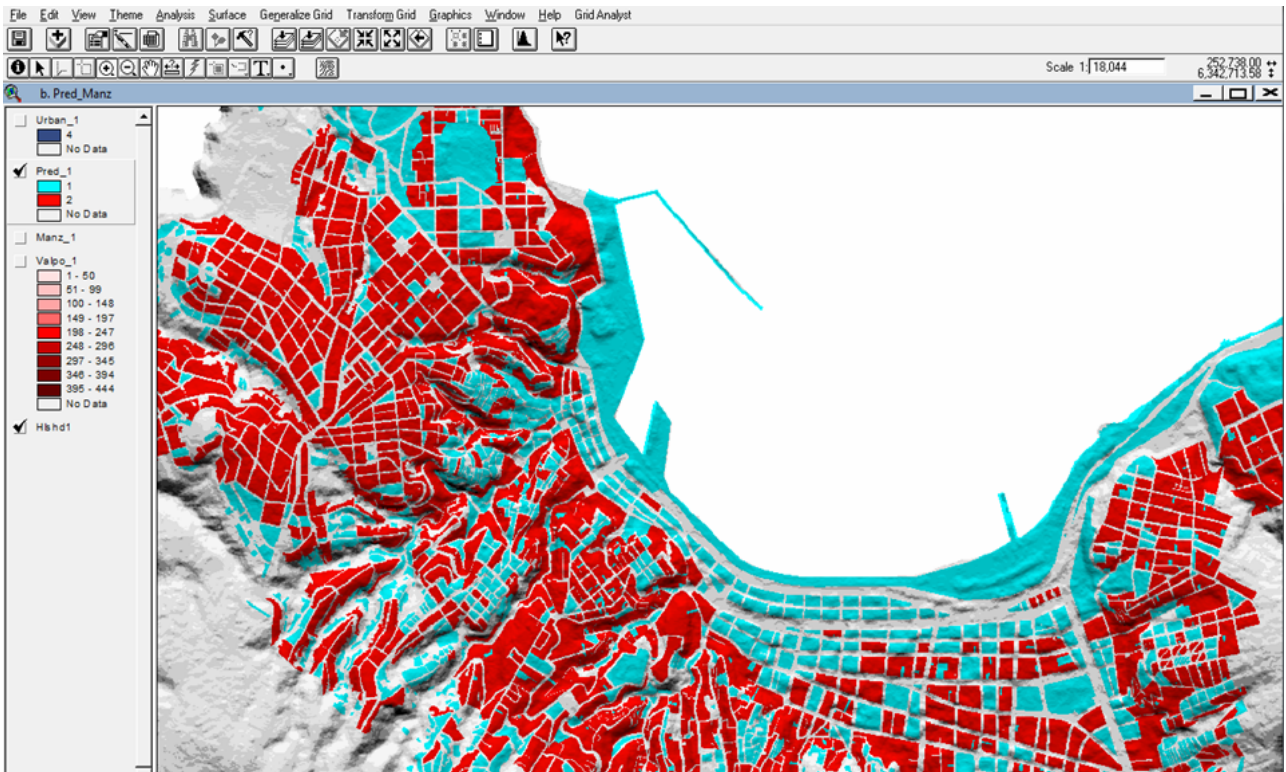 File Edit View Theme Analysis Surface Generalize Grid Transform Grid Graphics Window Help Grid Analyst
Scale 1: 18,044
252,738.00
6,342,713.58
b. Pred_Manz
Urban_1
4
No Data
Pred_1
1
2
No Data
Manz_1
Valpo_1
1 - 50
51 - 99
100 - 148
149 - 197
198 - 247
248 - 296
297 - 345
346 - 394
395 - 444
No Data
Hlshd1